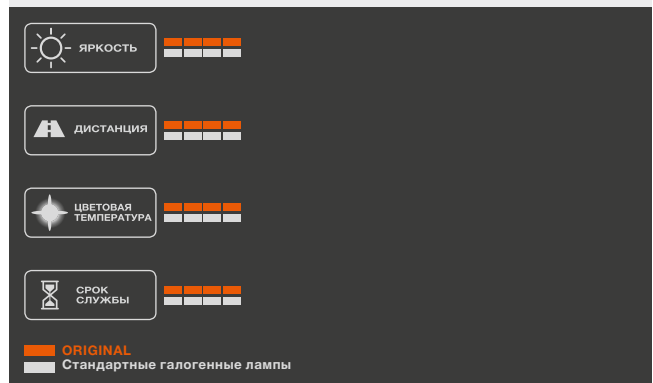 ЯРКОСТЬ
ДИСТАНЦИЯ
ЦВЕТОВАЯ
ТЕМПЕРАТУРА
СРОК
СЛУЖБЫ
ORIGINAL
Стандартные галогенные лампы